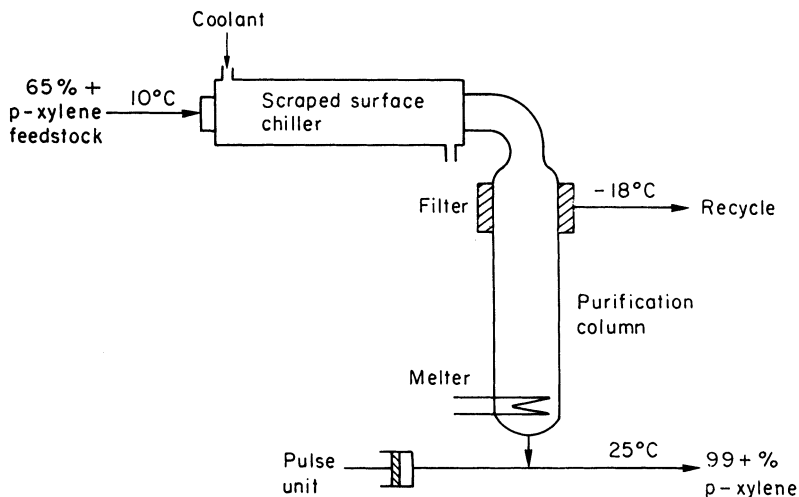 Coolant
65% +
p-xylene
feedstock
10°C
Scraped surface
chiller
Filter
-18°C
Recycle
Purification
column
Melter
Pulse
unit
25°C
99+%
p-xylene